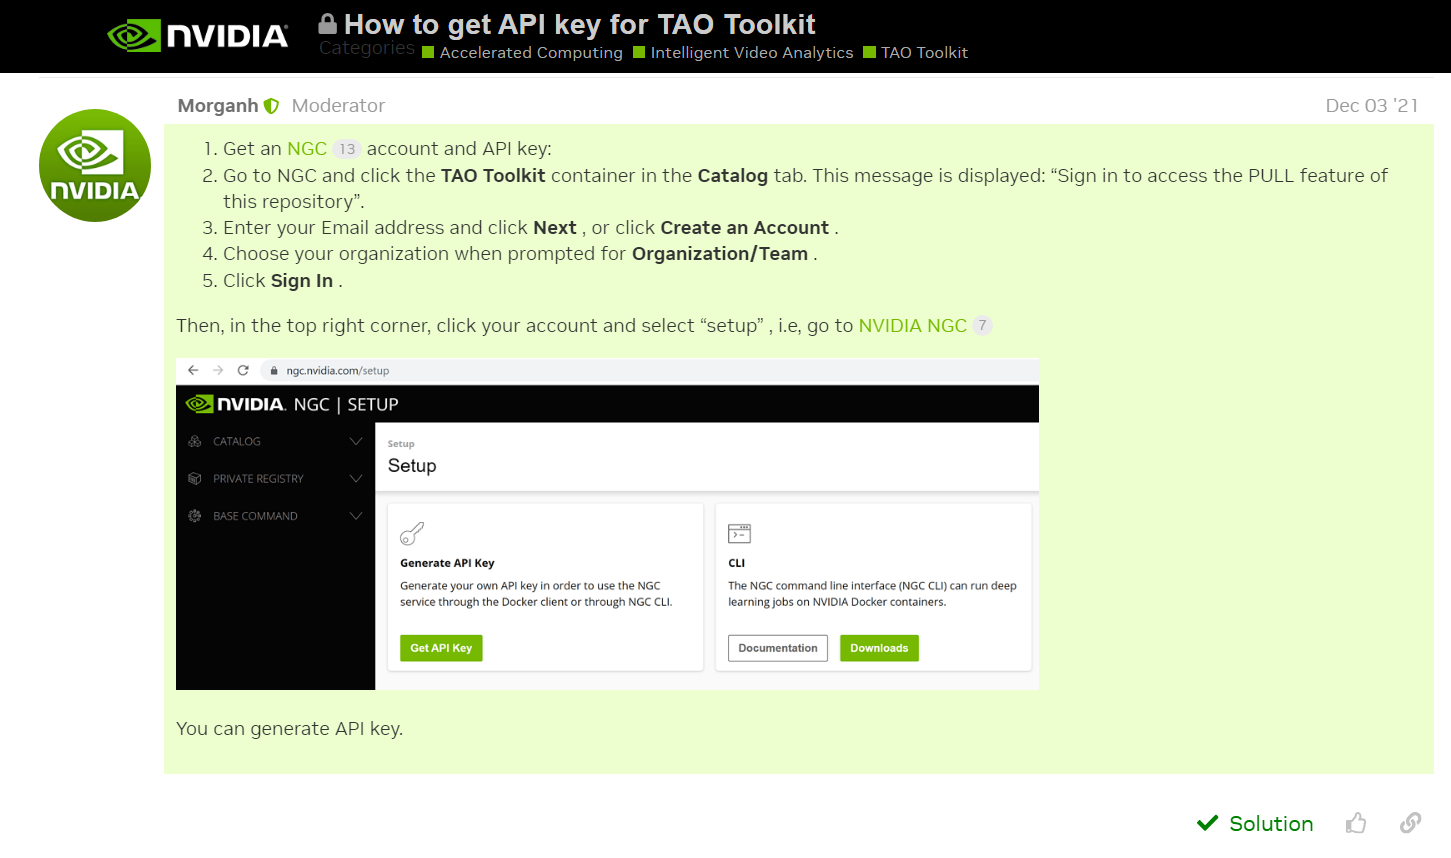 NVIDIA
How to get API key for TAO Toolkit
Categories
Accelerated Computing Intelligent Video Analytics TAO Toolkit
Morganh Moderator Dec 03 '21
NVIDIA
1. Get an NGC 13 account and API key:
2. Go to NGC and click the TAO Toolkit container in the Catalog tab. This message is displayed: “Sign in to access the PULL feature of
this repository”.
3. Enter your Email address and click Next , or click Create an Account .
4. Choose your organization when prompted for Organization/Team .
5. Click Sign In .
Then, in the top right corner, click your account and select “setup” , i.e, go to NVIDIA NGC 7
ngc.nvidia.com/setup
NVIDIA. NGC | SETUP
CATALOG
PRIVATE REGISTRY
BASE COMMAND
Setup
Setup
Generate API Key
Generate your own API key in order to use the NGC
service through the Docker client or through NGC CLI.
Get API Key
CLI
The NGC command line interface (NGC CLI) can run deep
learning jobs on NVIDIA Docker containers.
Documentation Downloads
You can generate API key.
Solution